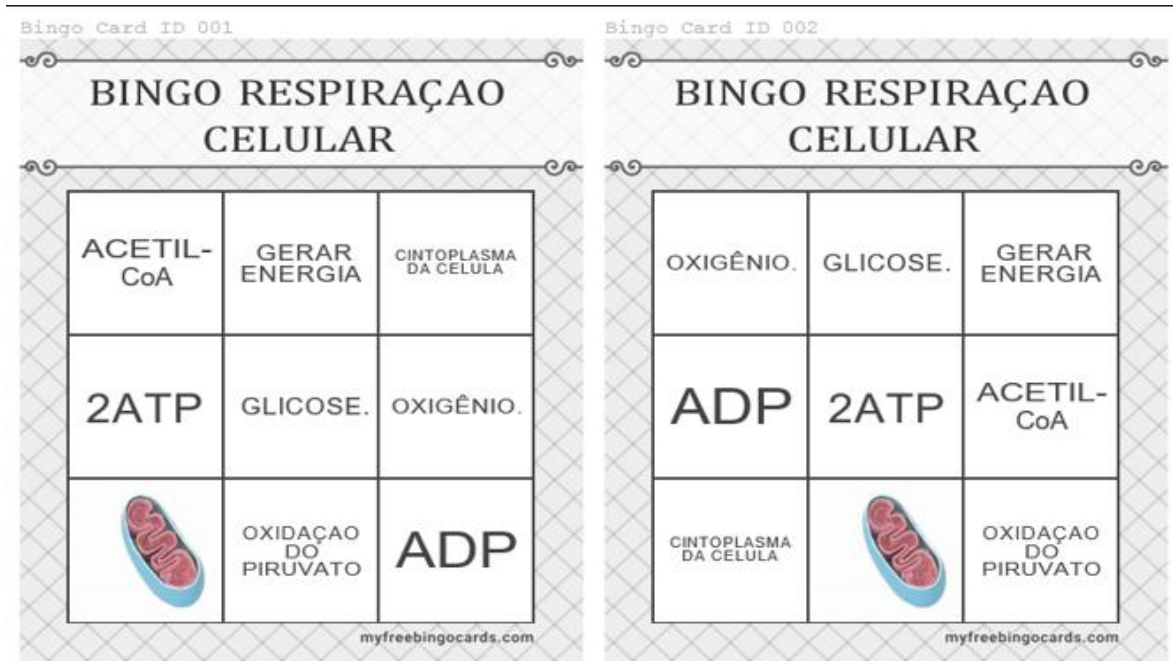 Bingo Card ID 001
BINGO RESPIRAÇAO
CELULAR
ACETIL-
CoA
GERAR
ENERGIA
CINTOPLASMA
DA CELULA
2ATP
GLICOSE.
OXIGÊNIO.
OXIDAÇAO
DO
PIRUVATO
ADP
myfreebingocards.com
Bingo Card ID 002
BINGO RESPIRAÇAO
CELULAR
OXIGÊNIO.
GLICOSE.
GERAR
ENERGIA
ADP
2ATP
ACETIL-
CoA
CINTOPLASMA
DA CELULA
OXIDAÇAO
DO
PIRUVATO
myfreebingocards.com